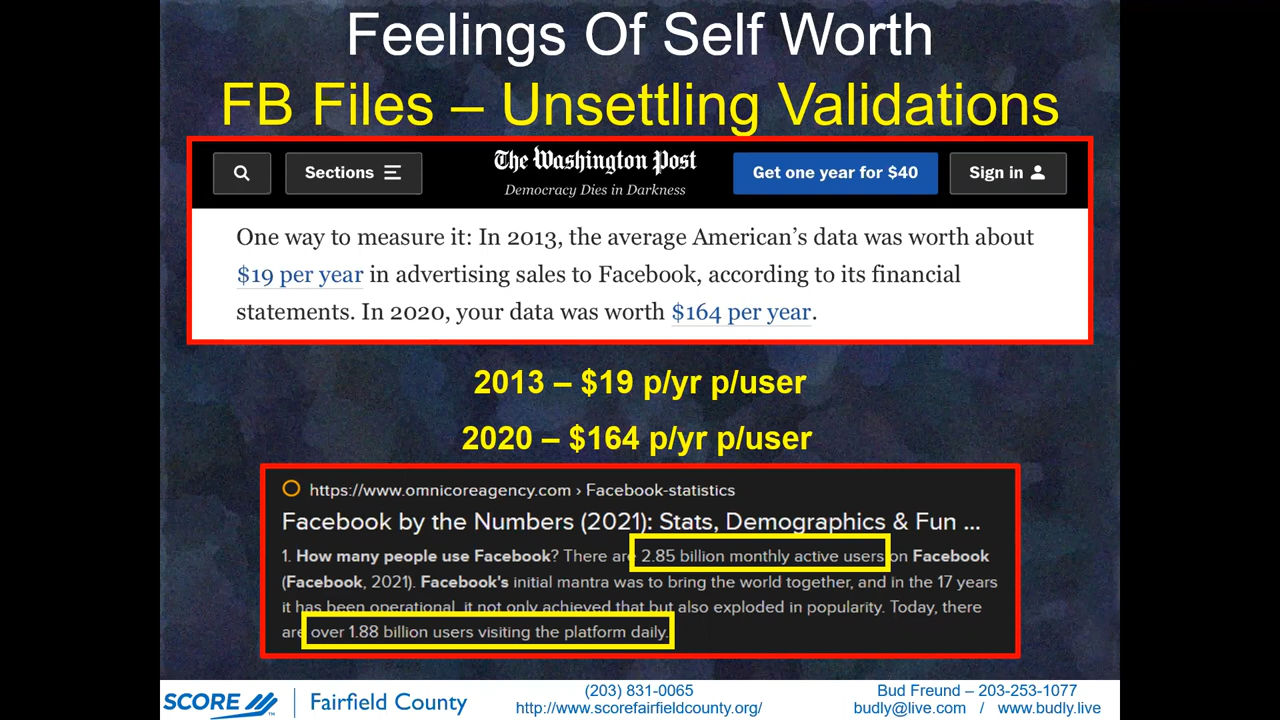 Feelings Of Self Worth
FB Files – Unsettling Validations
Sections
The Washington Post
Democracy Dies in Darkness
Get one year for $40
Sign in
One way to measure it: In 2013, the average American’s data was worth about
$19 per year in advertising sales to Facebook, according to its financial
statements. In 2020, your data was worth $164 per year.
2013 – $19 p/yr p/user
2020 – $164 p/yr p/user
https://www.omnicoreagency.com › Facebook-statistics
Facebook by the Numbers (2021): Stats, Demographics & Fun ...
1. How many people use Facebook? There are 2.85 billion monthly active users on Facebook
(Facebook, 2021). Facebook's initial mantra was to bring the world together, and in the 17 years
it has been operational, it not only achieved that but also exploded in popularity. Today, there
are over 1.88 billion users visiting the platform daily.
SCORE
Fairfield County
(203) 831-0065
http://www.scorefairfieldcounty.org/
Bud Freund – 203-253-1077
budly@live.com / www.budly.live